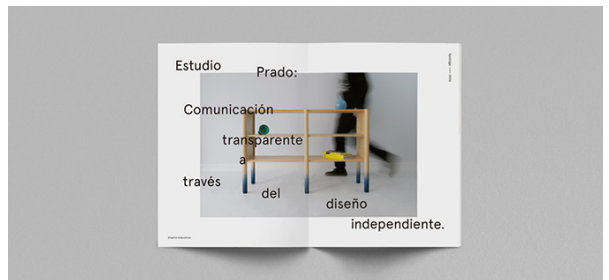 Estudio
Prado:
Comunicación
transparente
a
través
del
diseño
independiente.